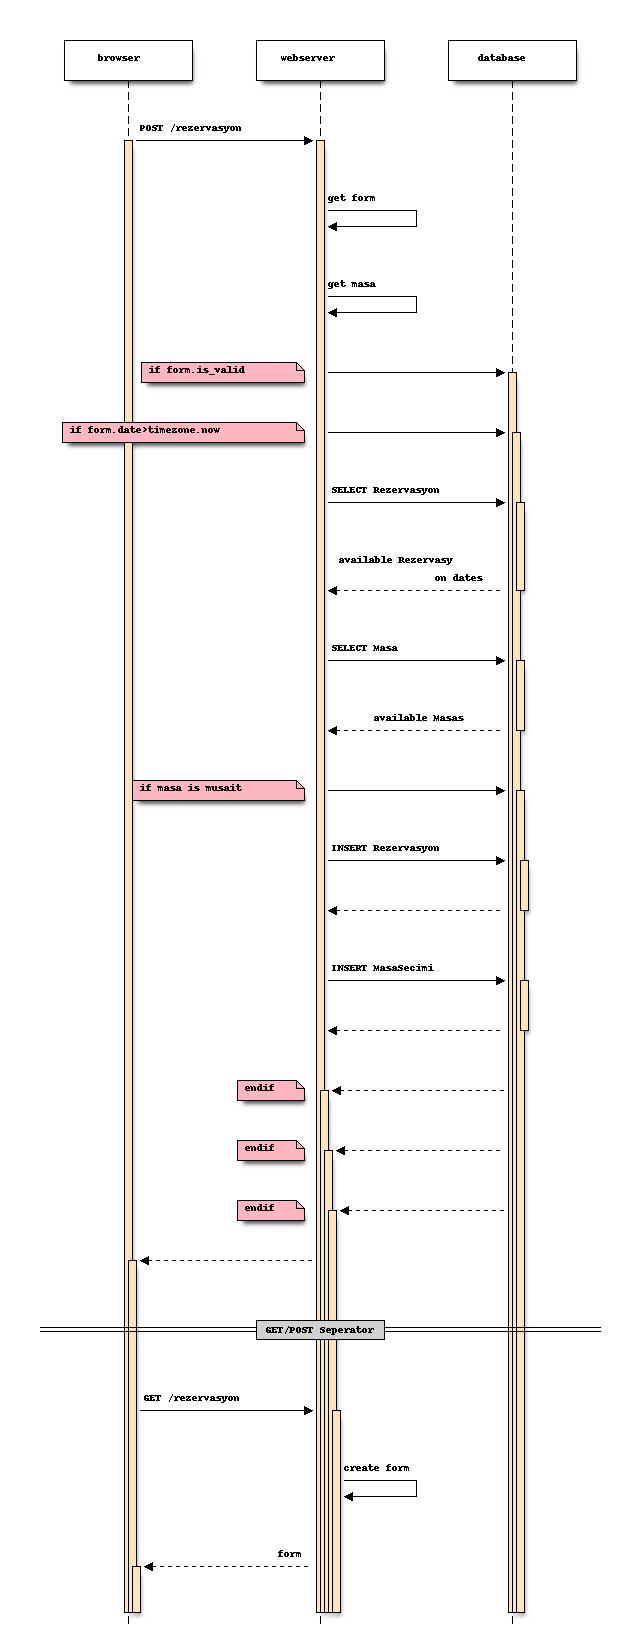 browser
webserver
database
POST /rezervasyon
get form
get masa
if form.is_valid
if form.date>timezone.now
SELECT Rezervasyon
available Rezervasy
on dates
SELECT Masa
available Masas
if masa is musait
INSERT Rezervasyon
INSERT MasaSecimi
endif
endif
endif
GET/POST Seperator
GET /rezervasyon
create form
form